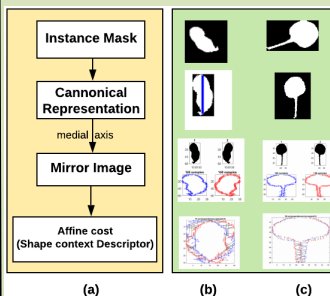 Instance Mask
Cannonical
Representation
medial axis
Mirror Image
Affine cost
(Shape context Descriptor)
(a)
(b)
(c)